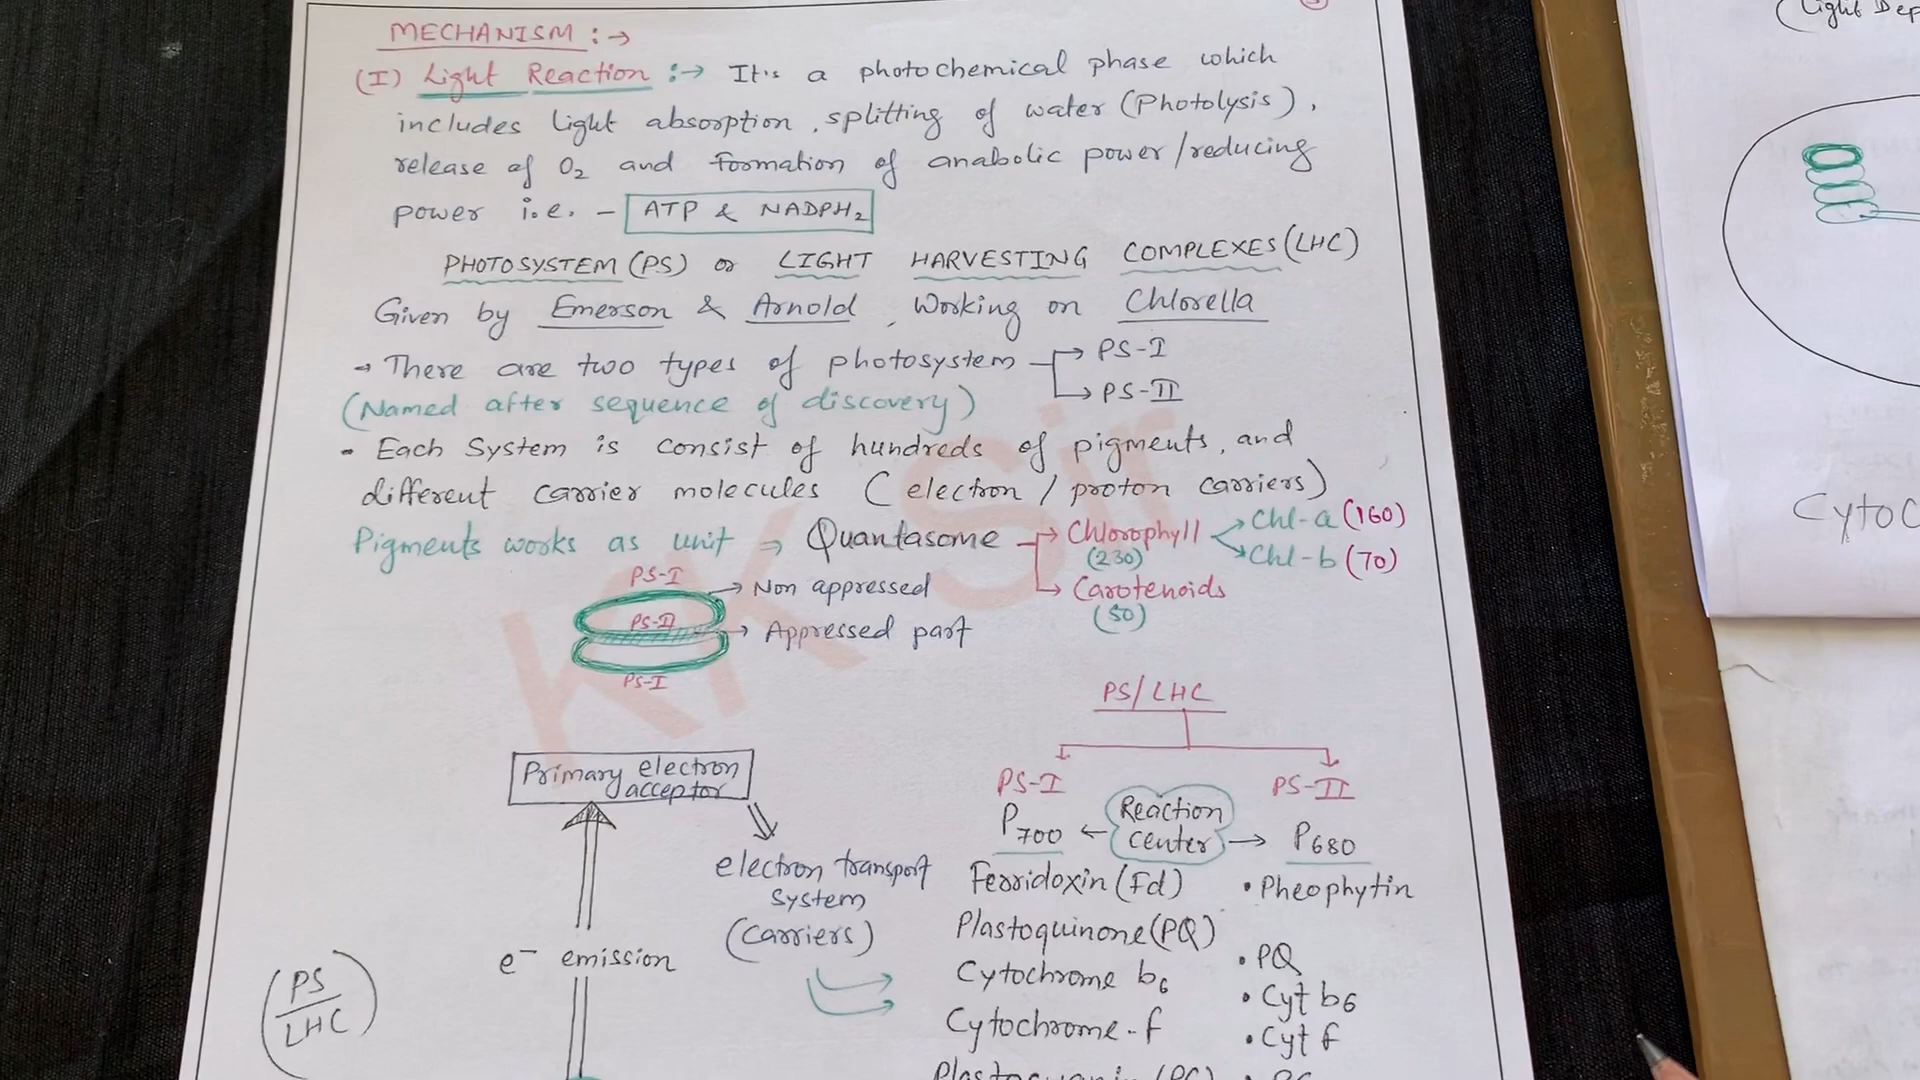 MECHANISM :→
(I) Light Reaction :→ It's a photochemical phase which
includes light absorption, splitting of water (Photolysis),
release of O₂ and formation of anabolic power/reducing
power i.e. – ATP & NADPH₂
PHOTOSYSTEM (PS) or LIGHT HARVESTING COMPLEXES (LHC)
Given by Emerson & Arnold, Working on Chlorella
→ There are two types of photosystem → PS-I
→ PS-II
(Named after sequence of discovery)
- Each System is consist of hundreds of pigments, and
different carrier molecules (electron / proton carriers)
Pigments works as unit ⇒ Quantasome → Chlorophyll → Chl-a (160)
(230) → Chl-b (70)
→ Carotenoids
(50)
PS-I
→ Non appressed
PS-II
→ Appressed part
PS-I
KK Sir
PS/LHC
Primary electron
acceptor
PS-I
PS-II
P700 ← Reaction center → P680
electron transport
system
(carriers)
Ferridoxin (Fd)
• Pheophytin
Plastoquinone (PQ)
• PQ
e⁻ emission
Cytochrome b6
• Cyt b6
Cytochrome-f
• Cyt f
PS
LHC
(Light Dep
Cytoc